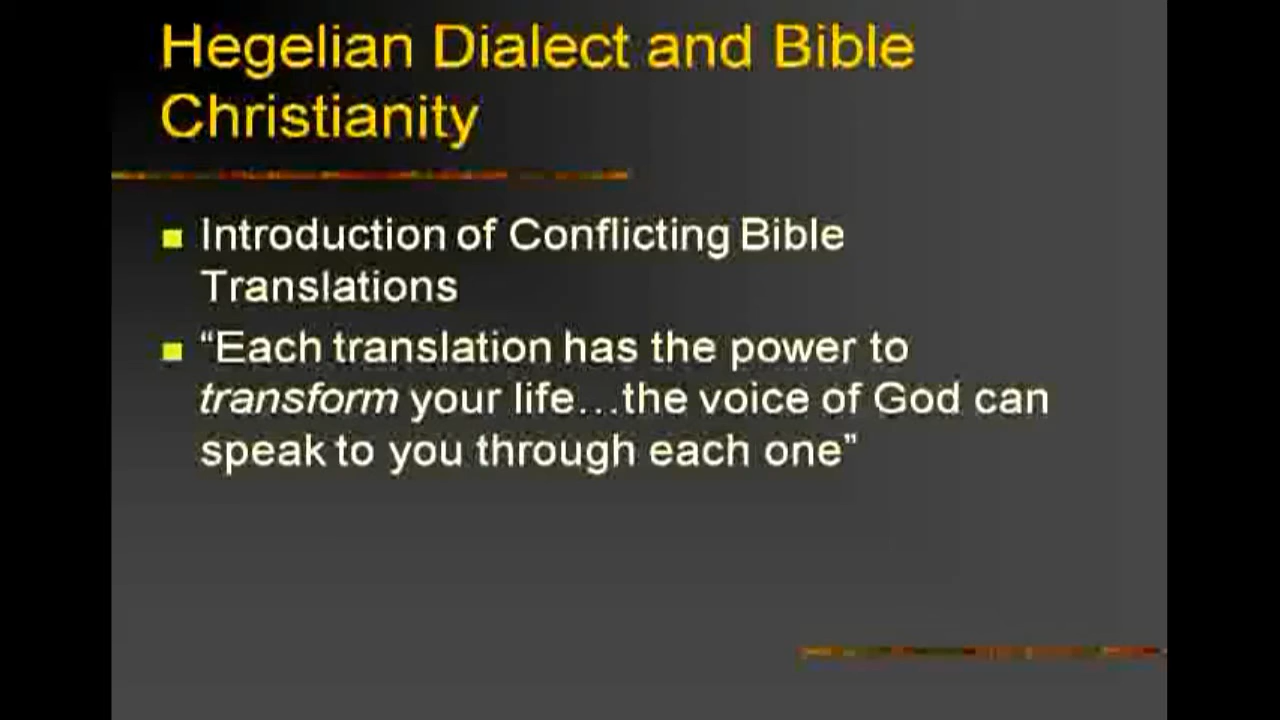 Hegelian Dialect and Bible
Christianity
Introduction of Conflicting Bible
Translations
“Each translation has the power to
transform your life…the voice of God can
speak to you through each one”